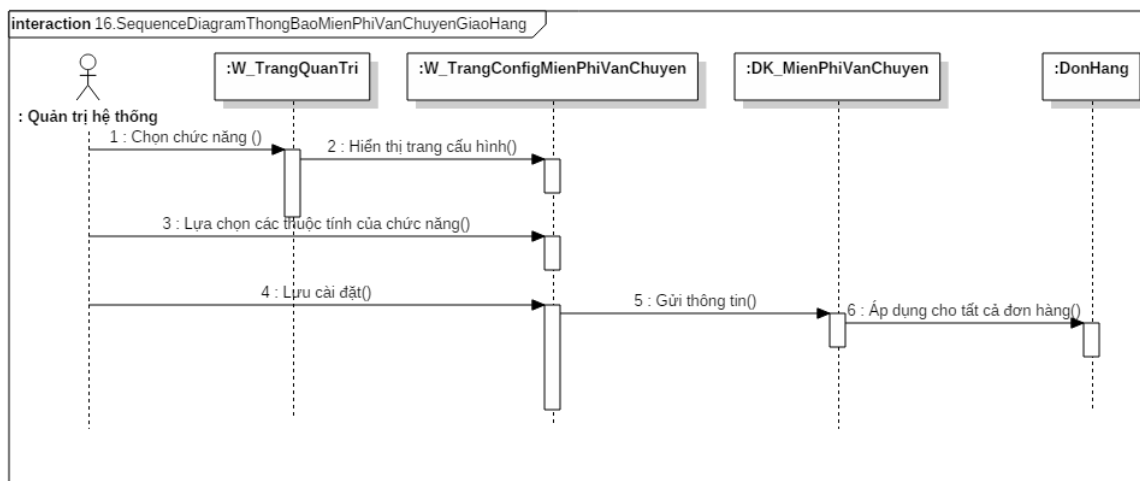 interaction 16.SequenceDiagramThongBaoMienPhiVanChuyenGiaoHang
:W_TrangQuanTri
:W_TrangConfigMienPhiVanChuyen
:DK_MienPhiVanChuyen
:DonHang
: Quản trị hệ thống
1 : Chọn chức năng ()
2 : Hiển thị trang cấu hình()
3 : Lựa chọn các thuộc tính của chức năng()
4 : Lưu cài đặt()
5 : Gửi thông tin()
6 : Áp dụng cho tất cả đơn hàng()